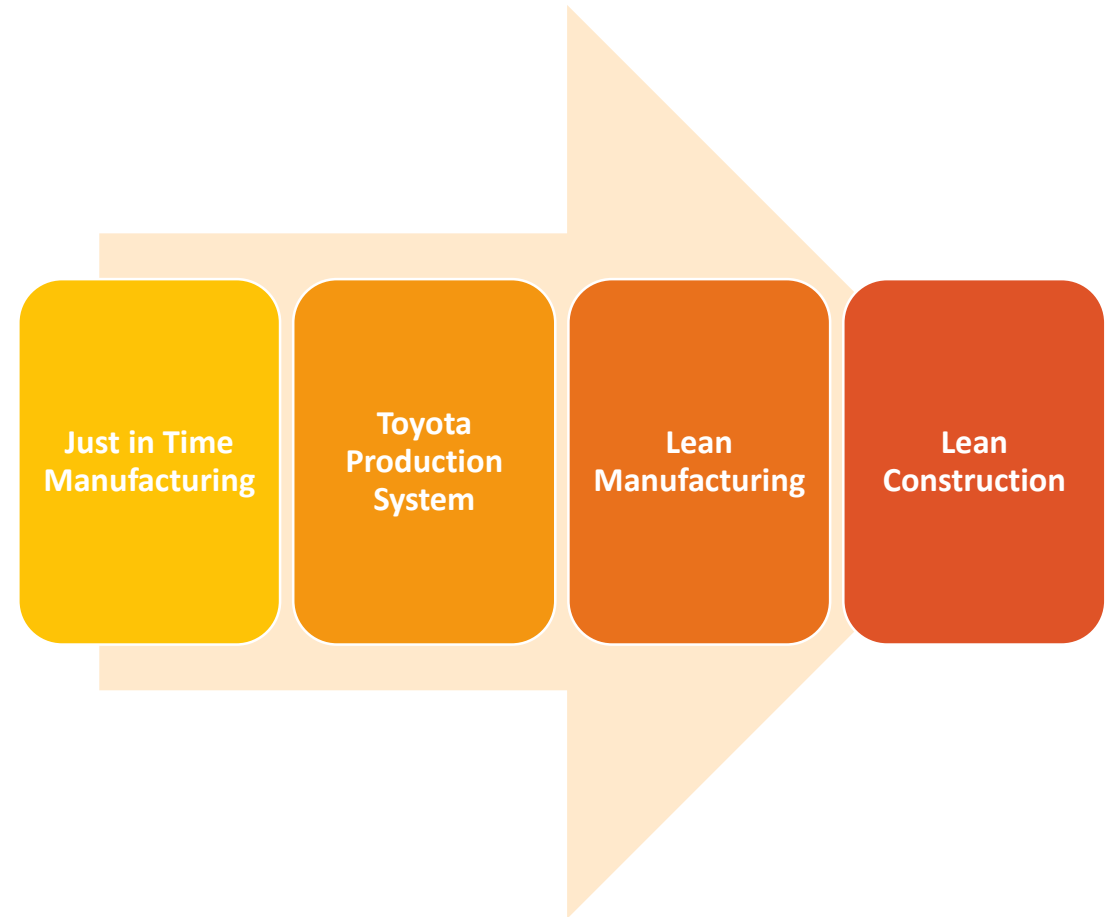 Just in Time
Manufacturing
Toyota
Production
System
Lean
Manufacturing
Lean
Construction